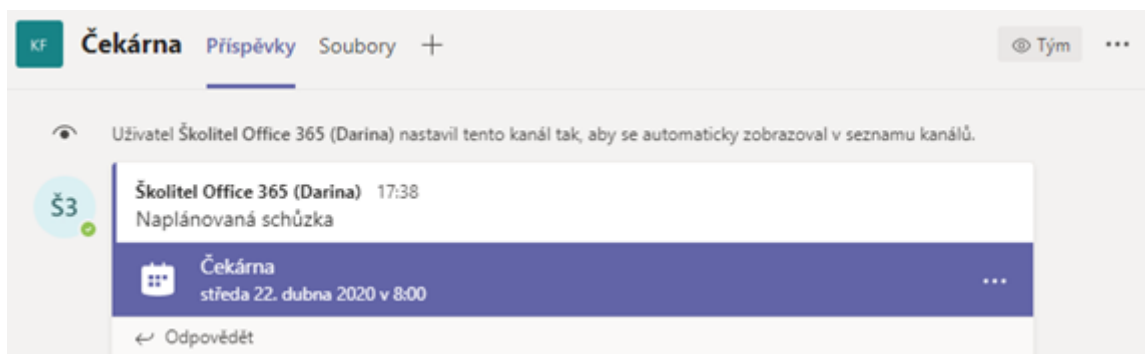 KF Čekárna Příspěvky Soubory + Tým ...
Uživatel Školitel Office 365 (Darina) nastavil tento kanál tak, aby se automaticky zobrazoval v seznamu kanálů.
Š3
Školitel Office 365 (Darina) 17:38
Naplánovaná schůzka
Čekárna
středa 22. dubna 2020 v 8:00
Odpovědět